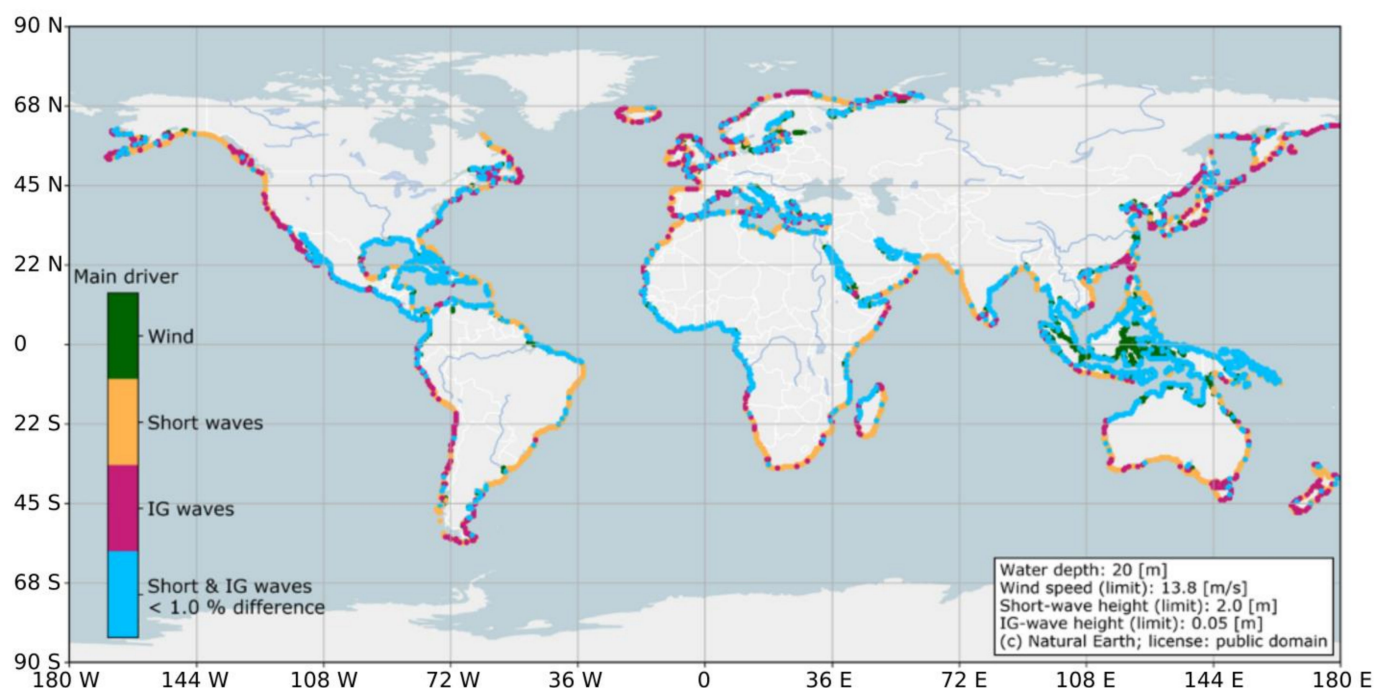 90 N
68 N
45 N
22 N
0
22 S
45 S
68 S
90 S
Main driver
Wind
Short waves
IG waves
Short & IG waves
< 1.0 % difference
Water depth: 20 [m]
Wind speed (limit): 13.8 [m/s]
Short-wave height (limit): 2.0 [m]
IG-wave height (limit): 0.05 [m]
(c) Natural Earth; license: public domain
180 W 144 W 108 W 72 W 36 W 0 36 E 72 E 108 E 144 E 180 E